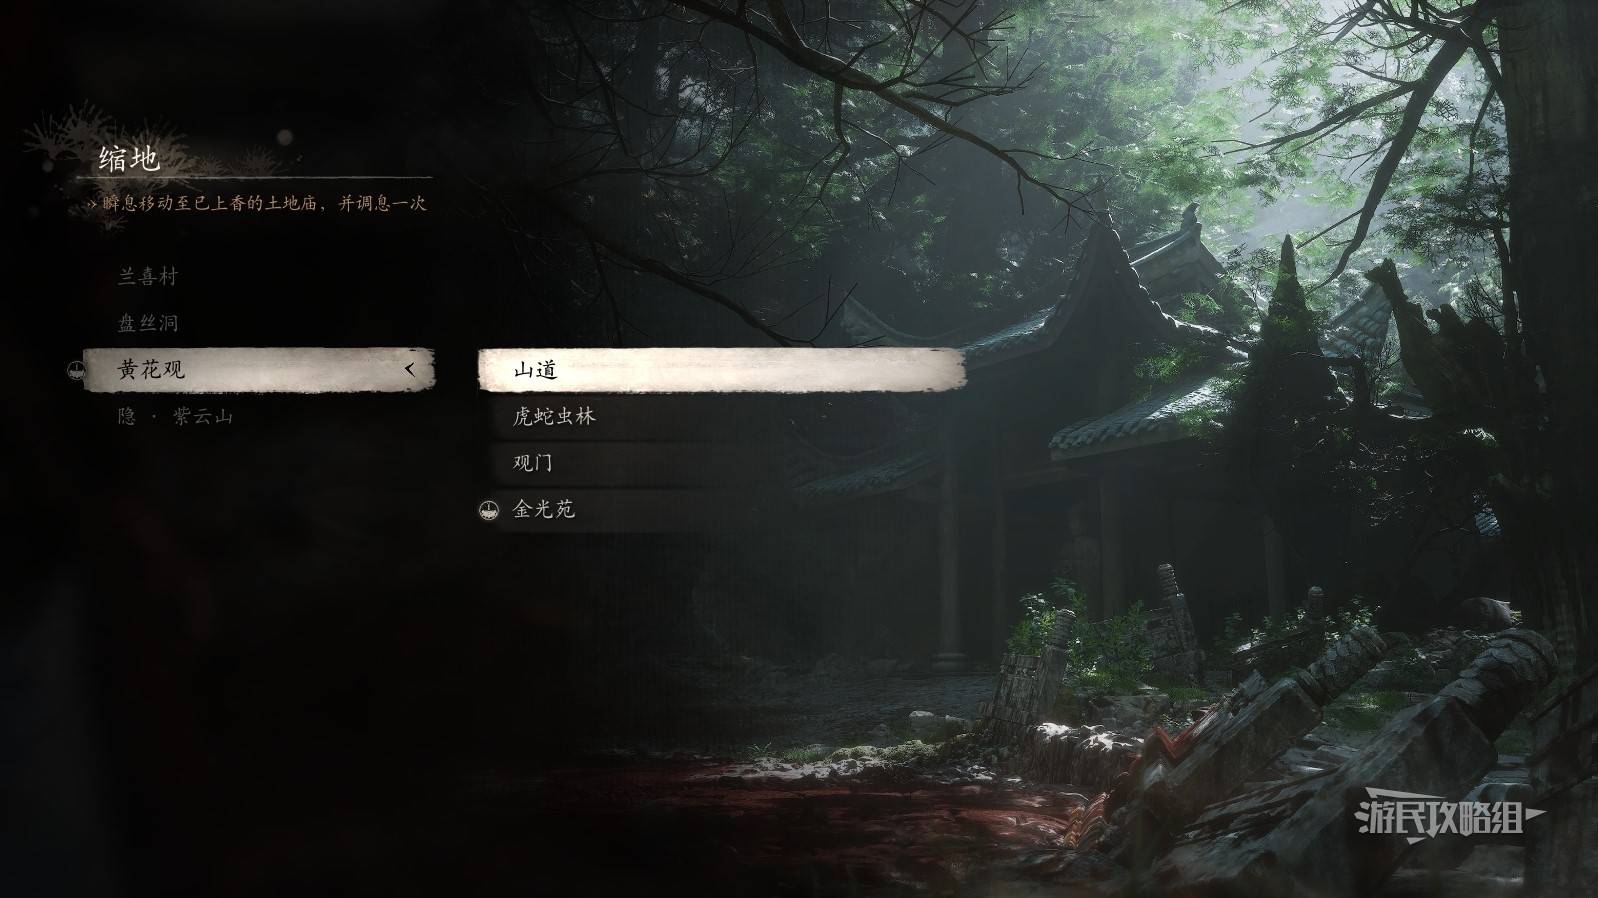 缩地
瞬息移动至已上香的土地庙，并调息一次
兰喜村
盘丝洞
黄花观
隐 · 紫云山
山道
虎蛇虫林
观门
金光苑
游民攻略组